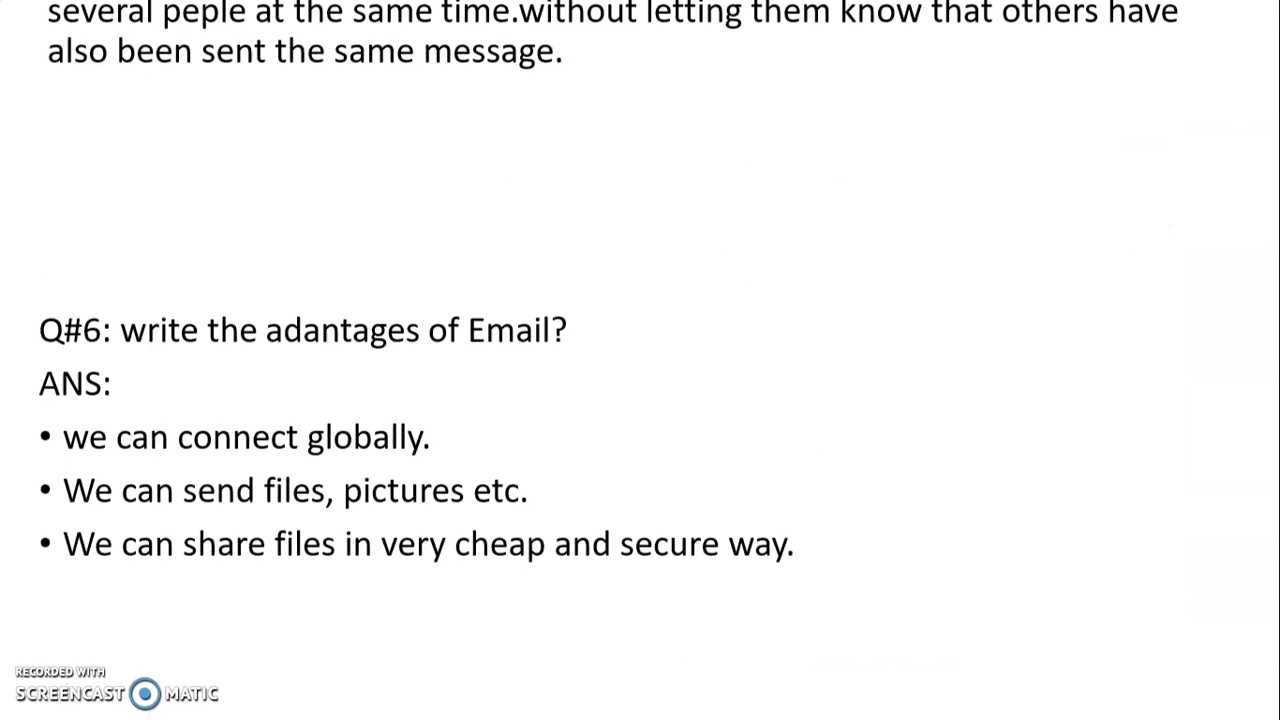 several peple at the same time.without letting them know that others have
also been sent the same message.
Q#6: write the adantages of Email?
ANS:
• we can connect globally.
• We can send files, pictures etc.
• We can share files in very cheap and secure way.
RECORDED WITH
SCREENCAST MATIC